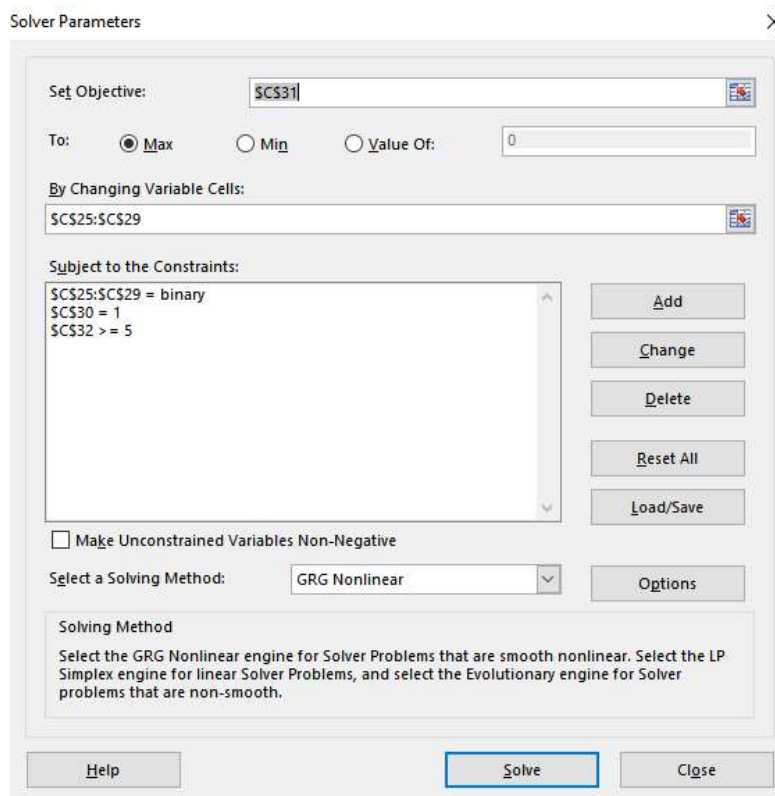 Solver Parameters
Set Objective: $C$31
To: Max Min Value Of: 0
By Changing Variable Cells:
$C$25:$C$29
Subject to the Constraints:
$C$25:$C$29 = binary
$C$30 = 1
$C$32 >= 5
Add
Change
Delete
Reset All
Load/Save
Make Unconstrained Variables Non-Negative
Select a Solving Method: GRG Nonlinear Options
Solving Method
Select the GRG Nonlinear engine for Solver Problems that are smooth nonlinear. Select the LP
Simplex engine for linear Solver Problems, and select the Evolutionary engine for Solver
problems that are non-smooth.
Help Solve Close